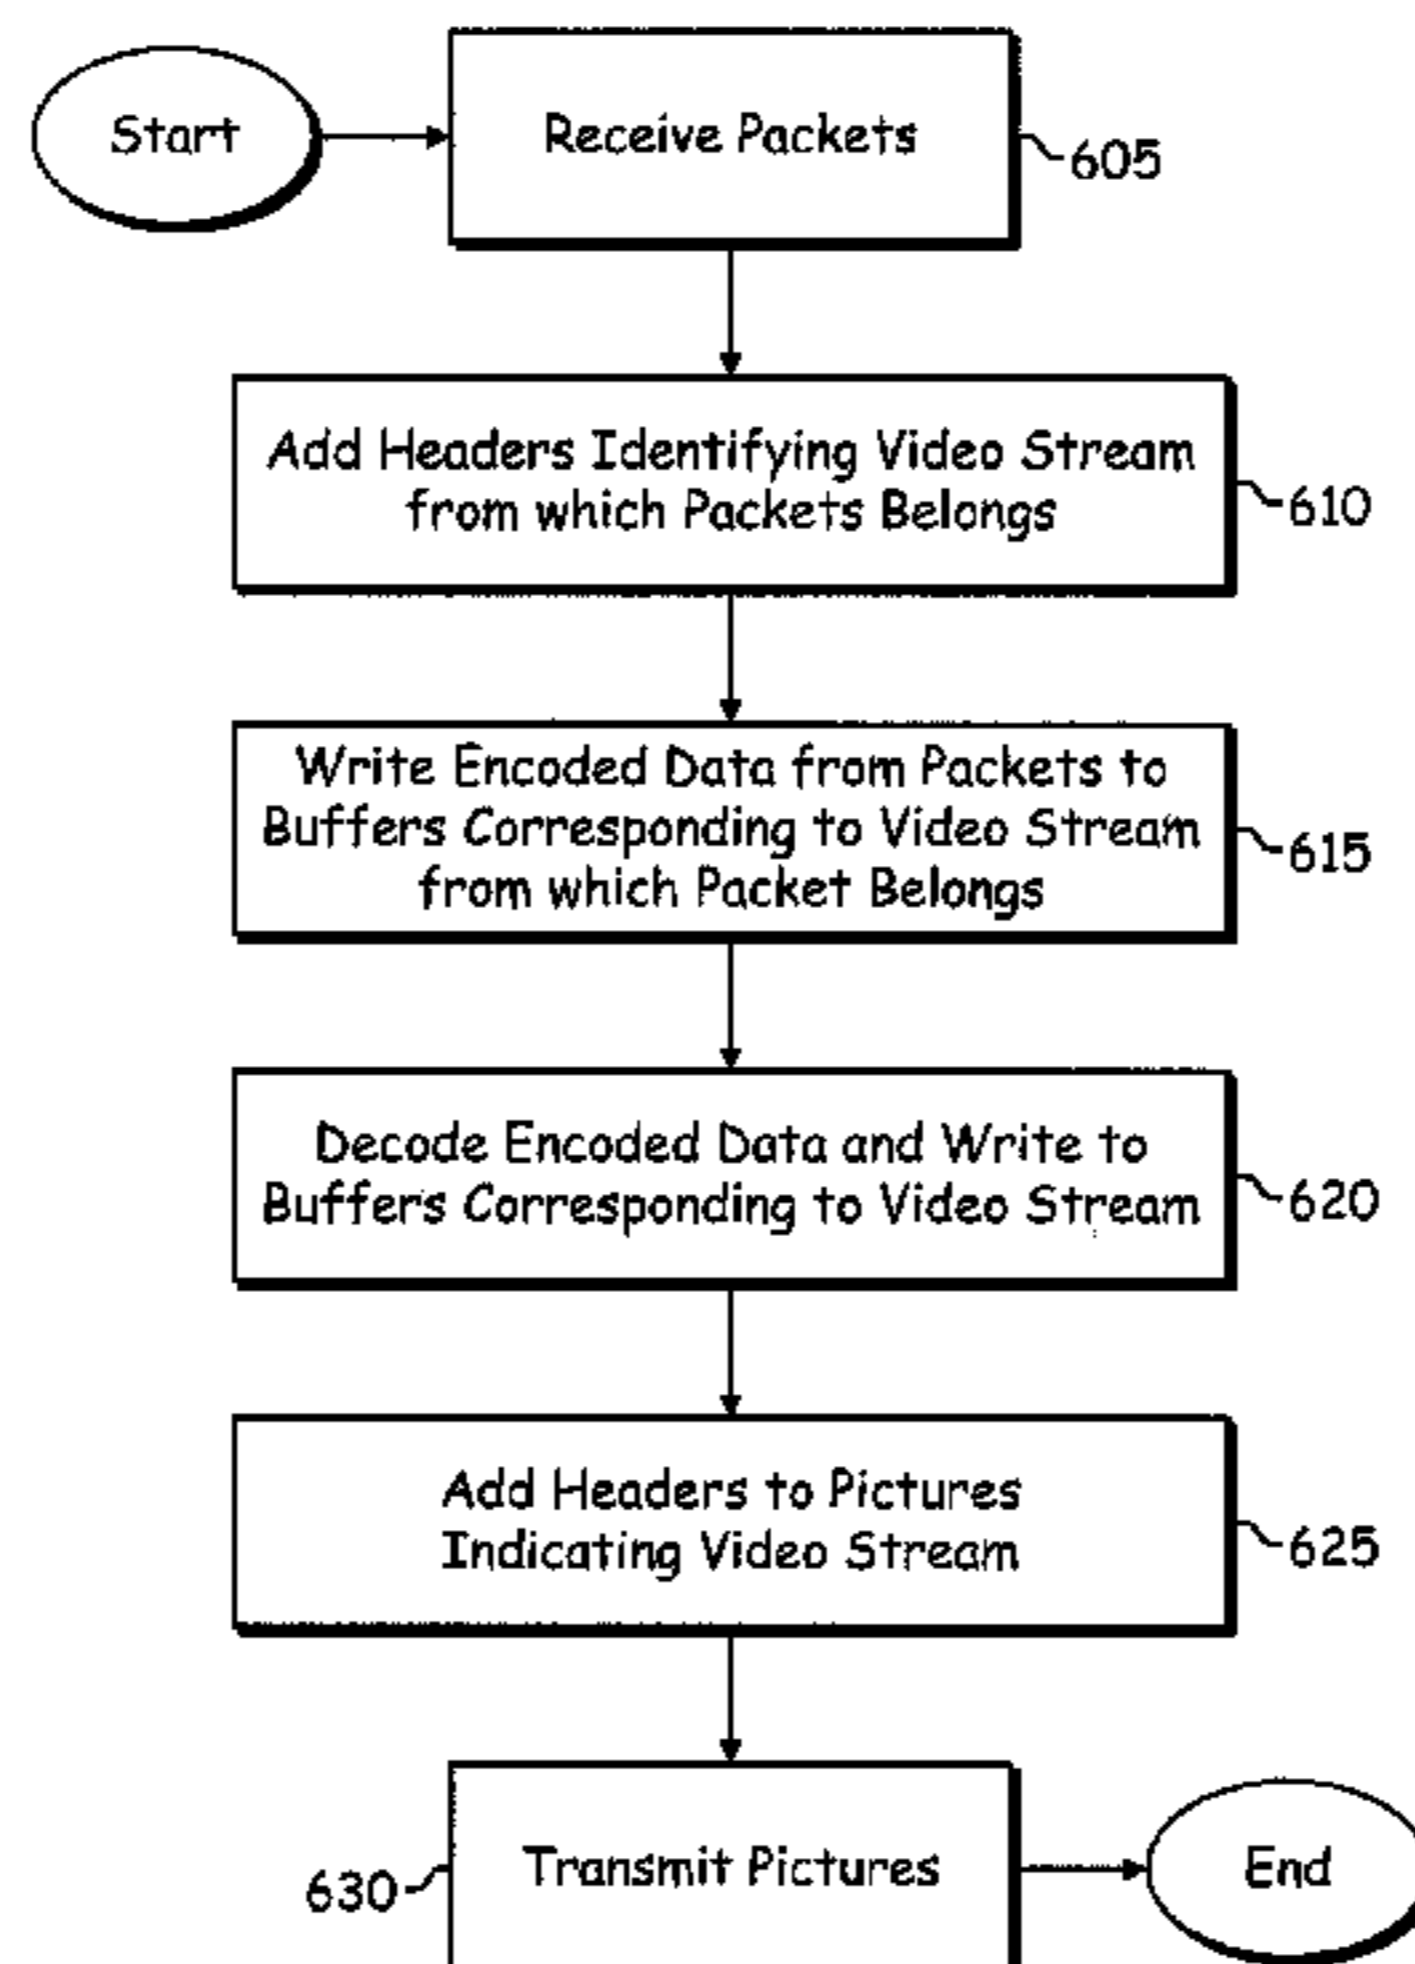 Start
Receive Packets
605
Add Headers Identifying Video Stream
from which Packets Belongs
610
Write Encoded Data from Packets to
Buffers Corresponding to Video Stream
from which Packet Belongs
615
Decode Encoded Data and Write to
Buffers Corresponding to Video Stream
620
Add Headers to Pictures
Indicating Video Stream
625
630
Transmit Pictures
End